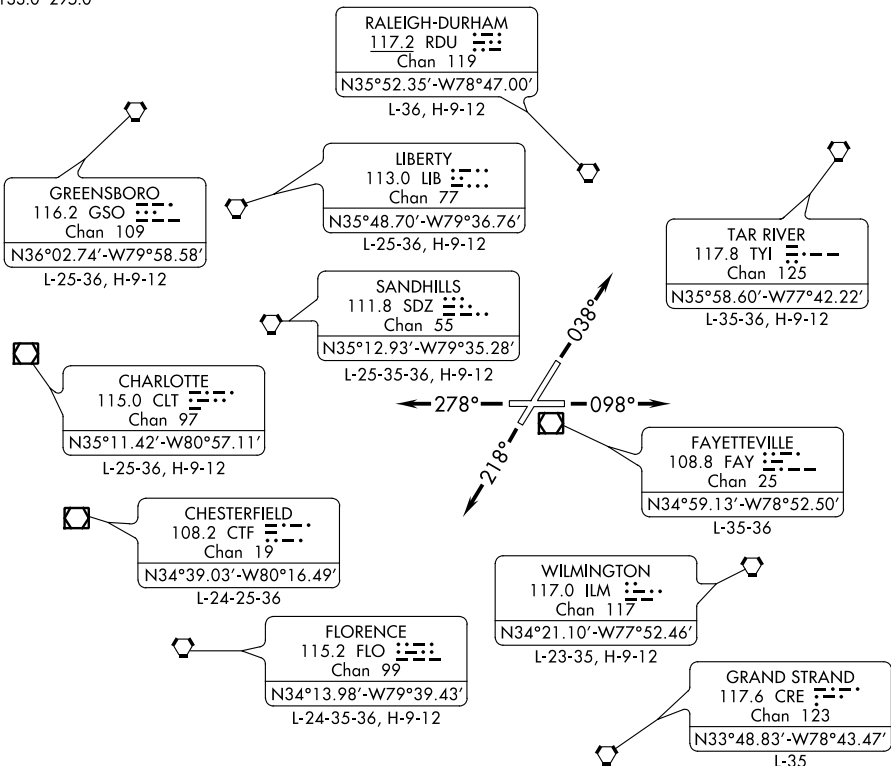 RALEIGH-DURHAM
117.2 RDU
Chan 119
N35°52.35'-W78°47.00'
L-36, H-9-12
GREENSBORO
116.2 GSO
Chan 109
N36°02.74'-W79°58.58'
L-25-36, H-9-12
LIBERTY
113.0 LIB
Chan 77
N35°48.70'-W79°36.76'
L-25-36, H-9-12
TAR RIVER
117.8 TYI
Chan 125
N35°58.60'-W77°42.22'
L-35-36, H-9-12
SANDHILLS
111.8 SDZ
Chan 55
N35°12.93'-W79°35.28'
L-25-35-36, H-9-12
038°
278°
098°
218°
CHARLOTTE
115.0 CLT
Chan 97
N35°11.42'-W80°57.11'
L-25-36, H-9-12
FAYETTEVILLE
108.8 FAY
Chan 25
N34°59.13'-W78°52.50'
L-35-36
CHESTERFIELD
108.2 CTF
Chan 19
N34°39.03'-W80°16.49'
L-24-25-36
WILMINGTON
117.0 ILM
Chan 117
N34°21.10'-W77°52.46'
L-23-35, H-9-12
FLORENCE
115.2 FLO
Chan 99
N34°13.98'-W79°39.43'
L-24-35-36, H-9-12
GRAND STRAND
117.6 CRE
Chan 123
N33°48.83'-W78°43.47'
L-35